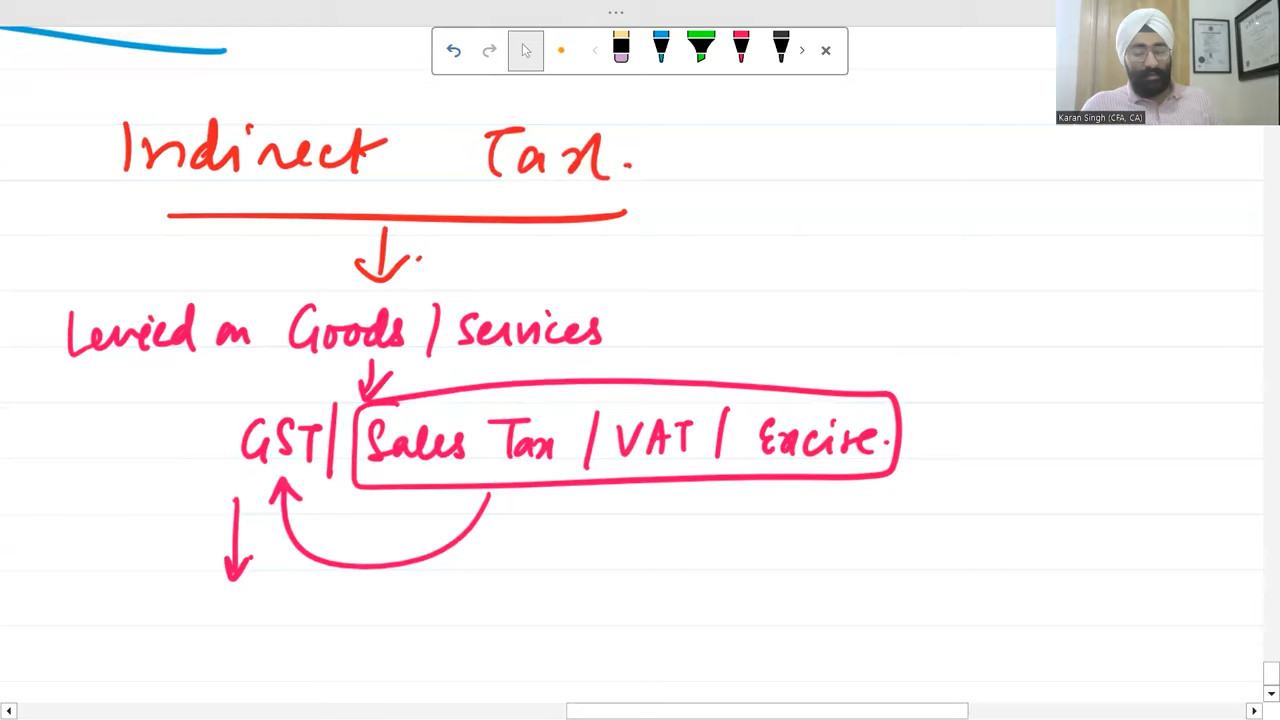 Karan Singh (CFA, CA)
Indirect Tax.
Levied on Goods / Services
GST / Sales Tax / VAT / Excise.